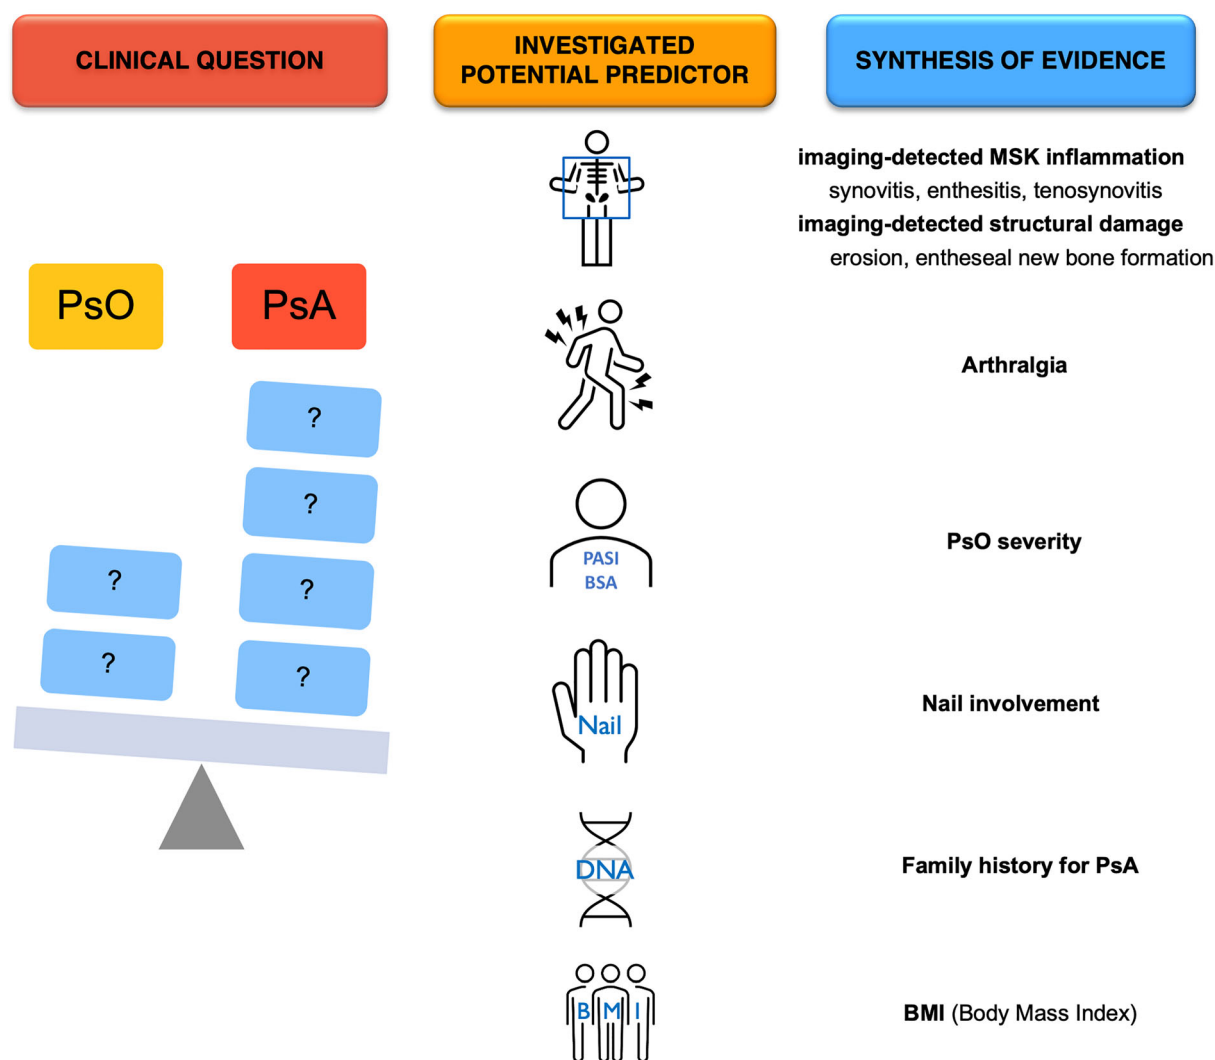 CLINICAL QUESTION
INVESTIGATED
POTENTIAL PREDICTOR
SYNTHESIS OF EVIDENCE
PsO
PsA
?
?
?
?
?
?
imaging-detected MSK inflammation
synovitis, enthesitis, tenosynovitis
imaging-detected structural damage
erosion, entheseal new bone formation
Arthralgia
PASI
BSA
PsO severity
Nail
Nail involvement
DNA
Family history for PsA
B M I
BMI (Body Mass Index)